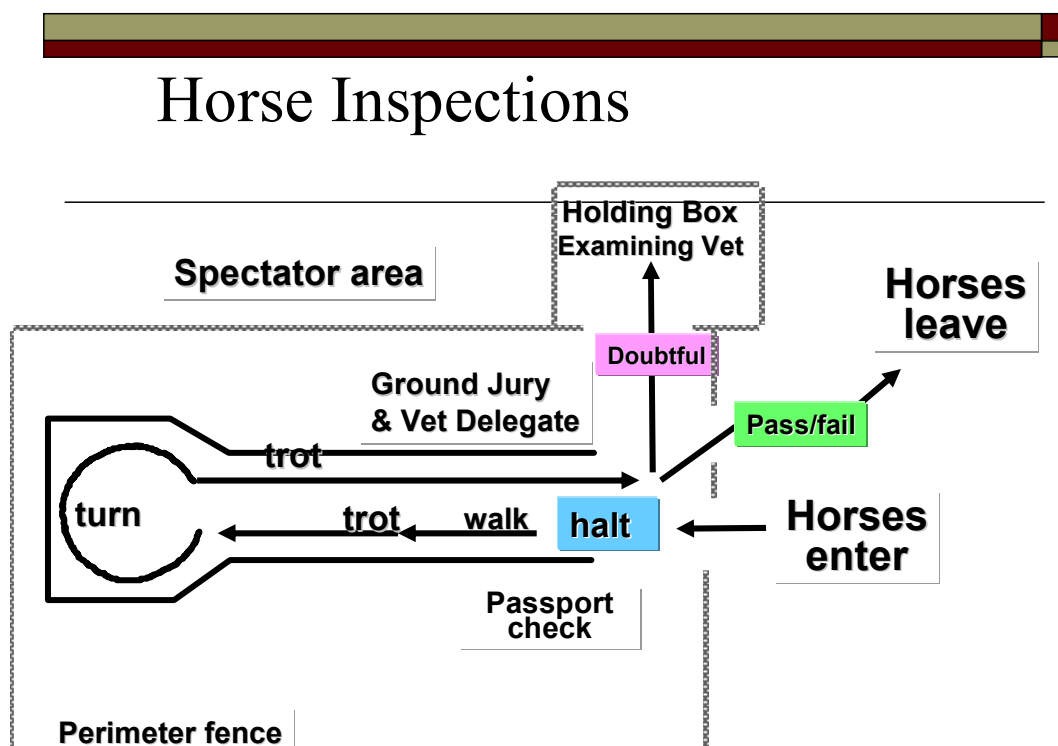 Horse Inspections
Holding Box
Examining Vet
Spectator area
Horses
leave
Doubtful
Ground Jury
& Vet Delegate
Pass/fail
trot
turn
trot
walk
halt
Horses
enter
Passport
check
Perimeter fence